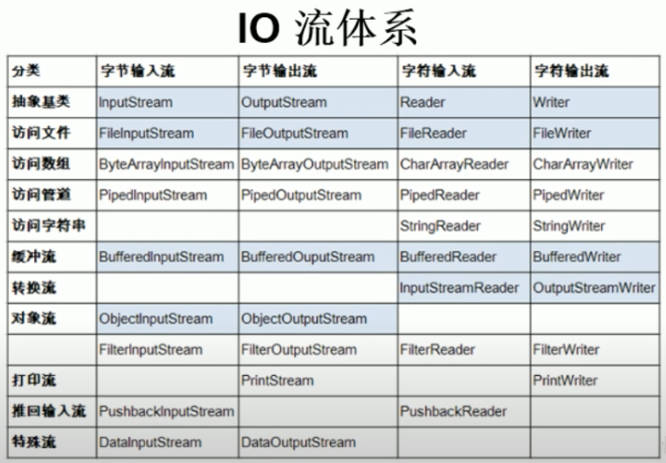 IO 流体系
分类 字节输入流 字节输出流 字符输入流 字符输出流
抽象基类 InputStream OutputStream Reader Writer
访问文件 FileInputStream FileOutputStream FileReader FileWriter
访问数组 ByteArrayInputStream ByteArrayOutputStream CharArrayReader CharArrayWriter
访问管道 PipedInputStream PipedOutputStream PipedReader PipedWriter
访问字符串 StringReader StringWriter
缓冲流 BufferedInputStream BufferedOuputStream BufferedReader BufferedWriter
转换流 InputStreamReader OutputStreamWriter
对象流 ObjectInputStream ObjectOutputStream
FilterInputStream FilterOutputStream FilterReader FilterWriter
打印流 PrintStream PrintWriter
推回输入流 PushbackInputStream PushbackReader
特殊流 DataInputStream DataOutputStream